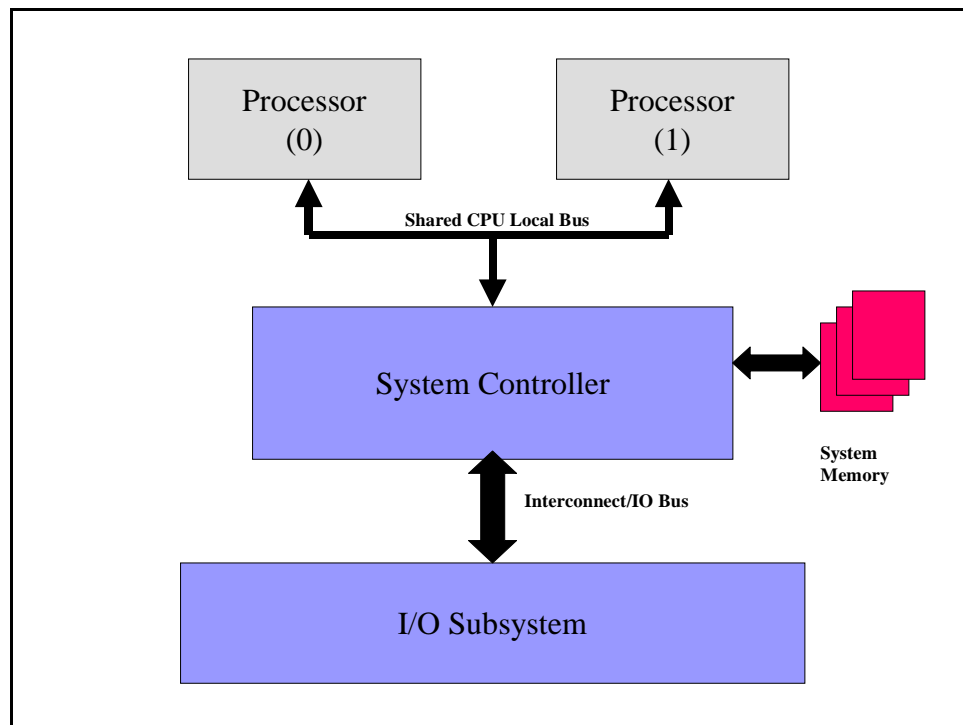 Processor
(0)
Processor
(1)
Shared CPU Local Bus
System Controller
System
Memory
Interconnect/IO Bus
I/O Subsystem